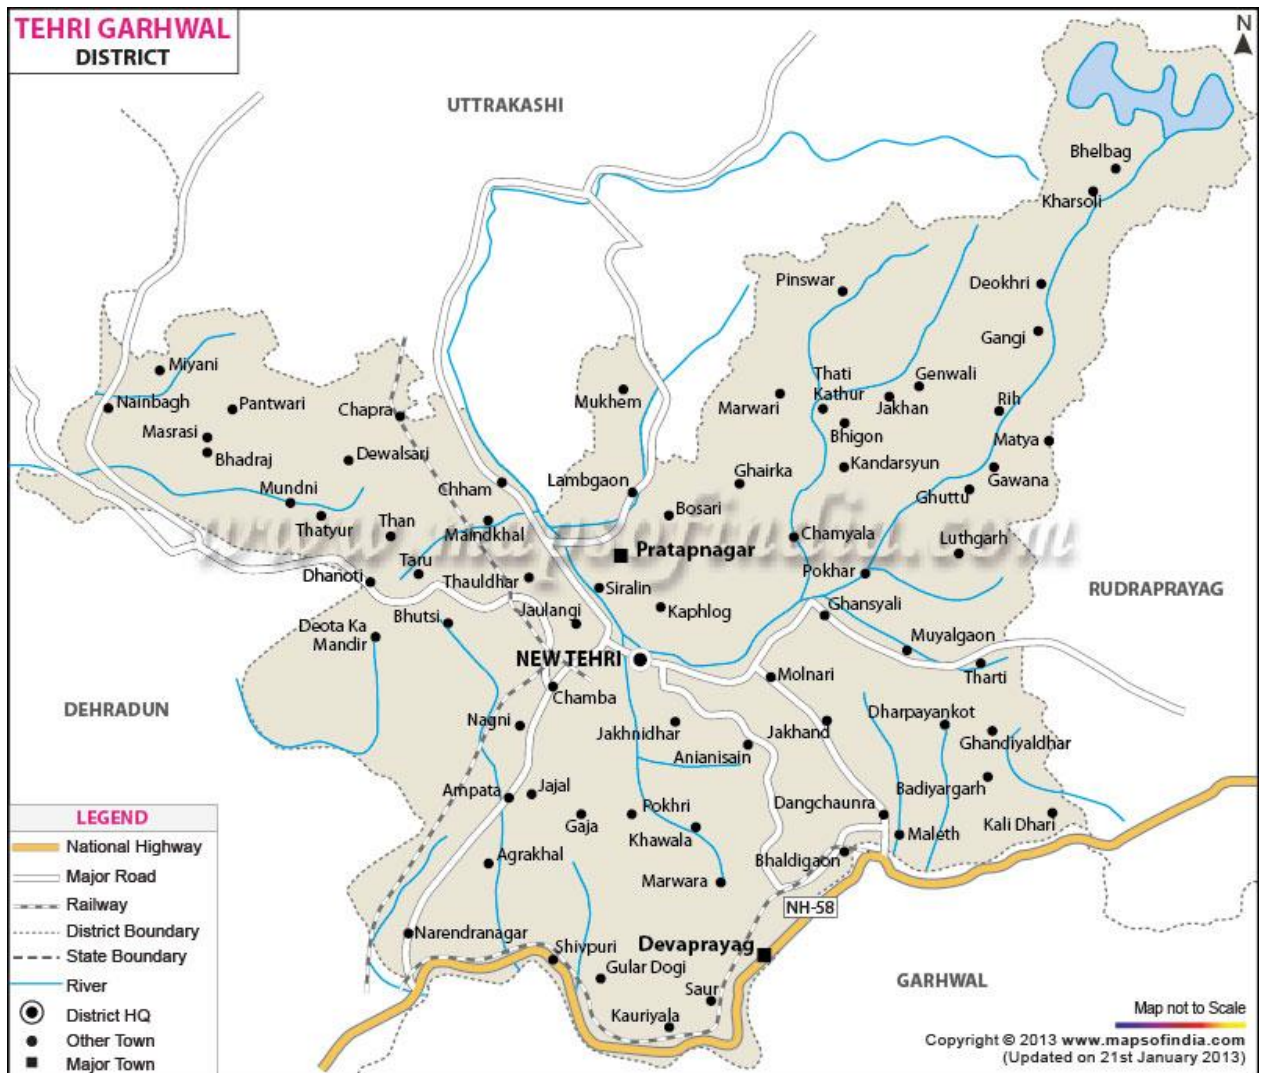 TEHRI GARHWAL
DISTRICT
N
UTTRAKASHI
Bhelbag
Kharsoli
Pinswar
Deokhri
Gangi
Miyani
Thati
Kathur
Genwali
Nainbagh
Pantwari
Chapra
Mukhem
Marwari
Jakhan
Rih
Masrasi
Bhadraj
Dewalsari
Bhigon
Matya
Kandarsyun
Ghairka
Gawana
Mundni
Chham
Lambgaon
Ghuttu
Thatyur
Than
Maindkhal
Bosari
www.mapsofindia.com
Chamyala
Luthgarh
Pratapnagar
Dhanoti
Taru
Thauldhar
Siralin
Pokhar
RUDRAPRAYAG
Deota Ka
Mandir
Bhutsi
Jaulangi
Kaphlog
Ghansyali
Muyalgaon
NEW TEHRI
Tharti
Molnari
Chamba
DEHRADUN
Nagni
Jakhnidhar
Jakhand
Dharpayankot
Ghandiyaldhar
Anianisain
Ampata
Jajal
Badiyargarh
Pokhri
Dangchaunra
Gaja
Khawala
Maleth
Kali Dhari
Agrakhal
Bhaldigaon
Marwara
NH-58
Narendranagar
Shivpuri
Devaprayag
Gular Dogi
GARHWAL
Saur
Kauriyala
LEGEND
National Highway
Major Road
Railway
District Boundary
State Boundary
River
District HQ
Other Town
Major Town
Map not to Scale
Copyright © 2013 www.mapsofindia.com
(Updated on 21st January 2013)